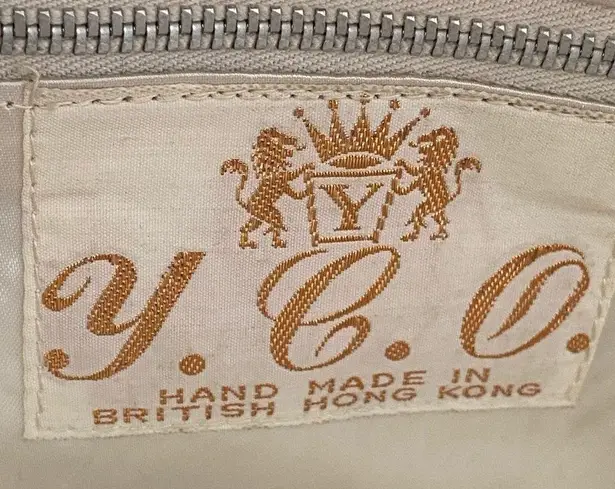 Y
Y. C. O.
HAND MADE IN
BRITISH HONG KONG